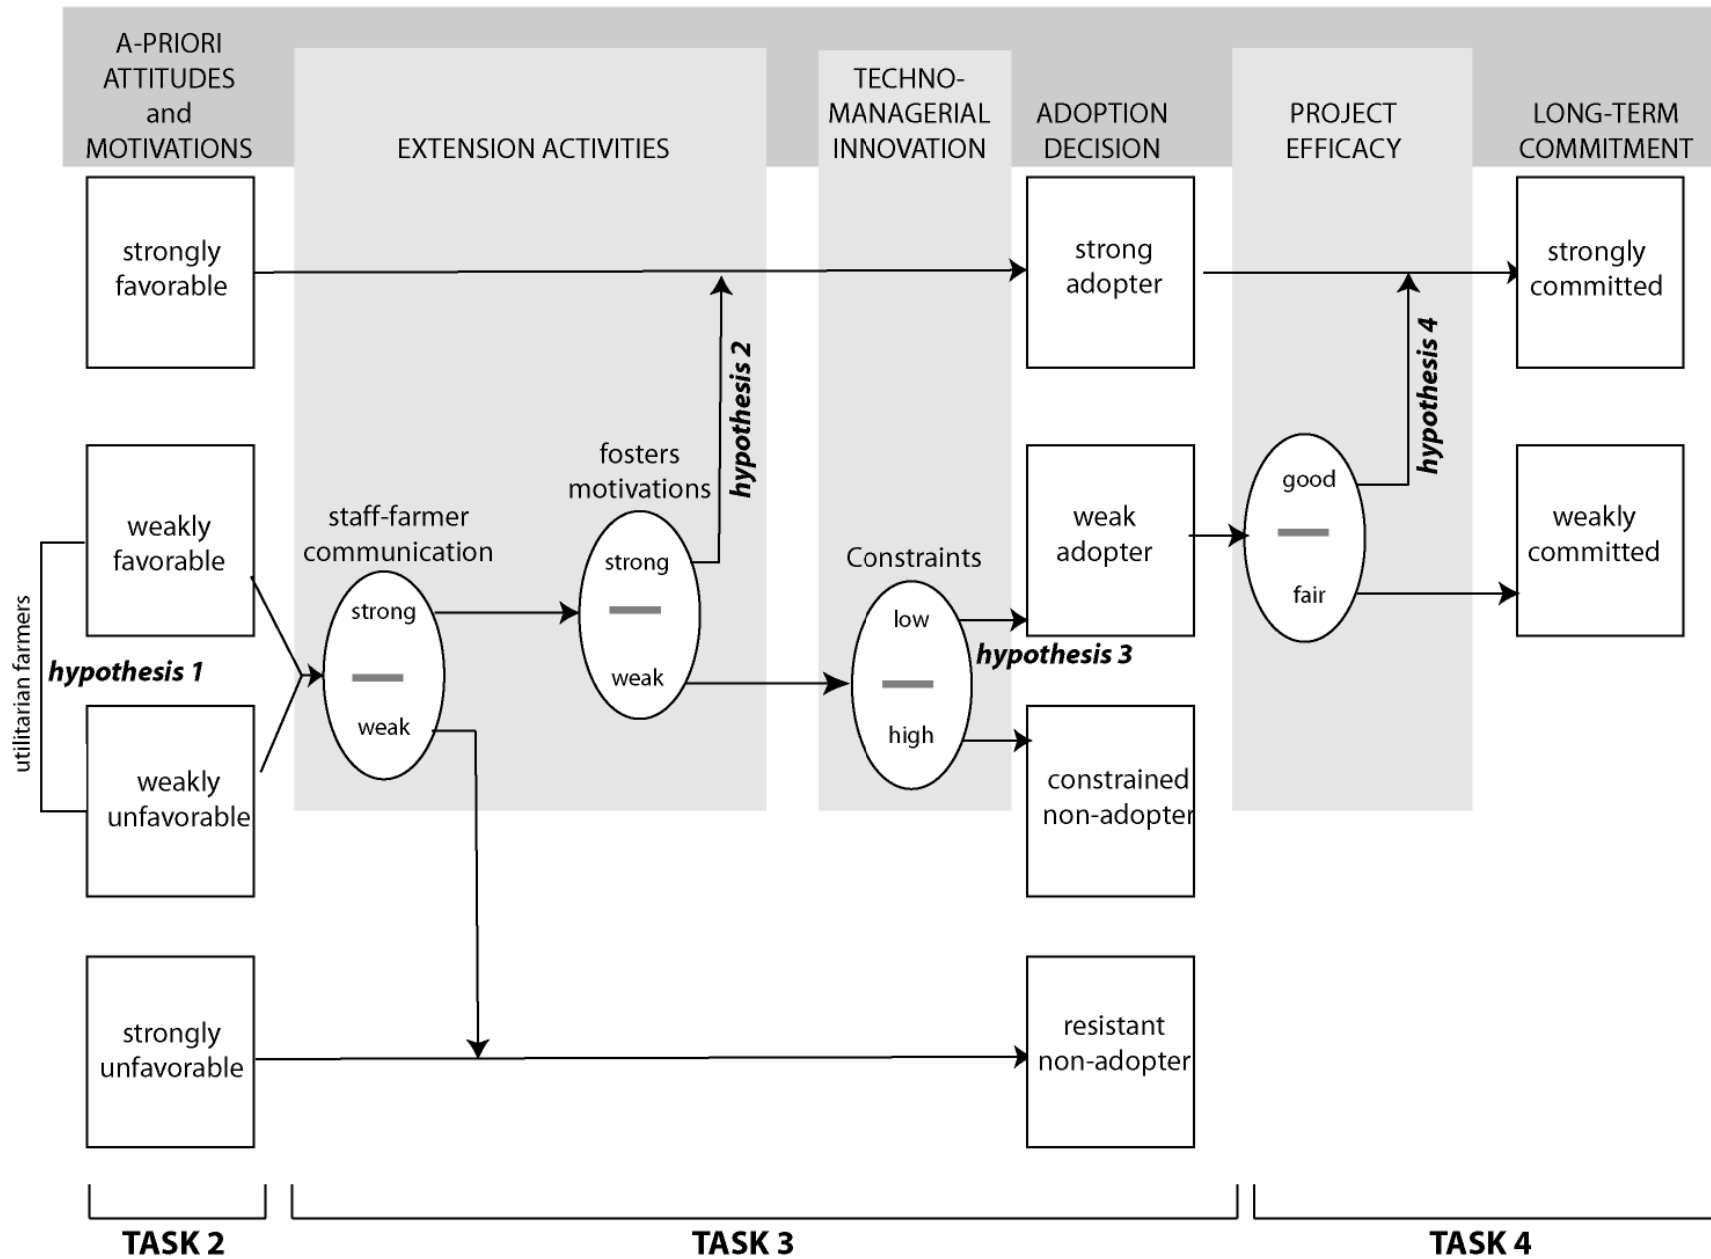 A-PRIORI
ATTITUDES
and
MOTIVATIONS
EXTENSION ACTIVITIES
TECHNO-
MANAGERIAL
INNOVATION
ADOPTION
DECISION
PROJECT
EFFICACY
LONG-TERM
COMMITMENT
strongly
favorable
strong
adopter
strongly
committed
hypothesis 2
hypothesis 4
weakly
favorable
staff-farmer
communication
strong
weak
fosters
motivations
strong
weak
Constraints
low
high
weak
adopter
good
fair
weakly
committed
utilitarian farmers
hypothesis 1
hypothesis 3
weakly
unfavorable
constrained
non-adopter
strongly
unfavorable
resistant
non-adopter
TASK 2
TASK 3
TASK 4